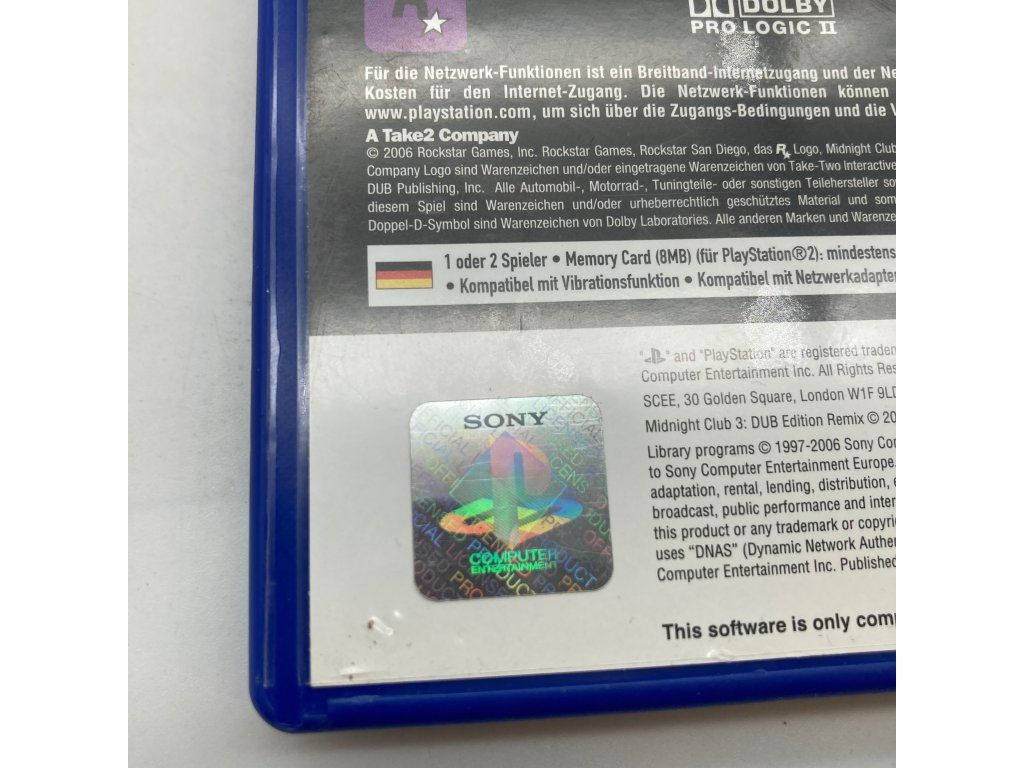 R
DOLBY
PRO LOGIC II
Für die Netzwerk-Funktionen ist ein Breitband-Internetzugang und der Ne
Kosten für den Internet-Zugang. Die Netzwerk-Funktionen können
www.playstation.com, um sich über die Zugangs-Bedingungen und die V
A Take2 Company
© 2006 Rockstar Games, Inc. Rockstar Games, Rockstar San Diego, das R Logo, Midnight Club
Company Logo sind Warenzeichen und/oder eingetragene Warenzeichen von Take-Two Interactive
DUB Publishing, Inc. Alle Automobil-, Motorrad-, Tuningteile- oder sonstigen Teilehersteller so
diesem Spiel sind Warenzeichen und/oder urheberrechtlich geschütztes Material und som
Doppel-D-Symbol sind Warenzeichen von Dolby Laboratories. Alle anderen Marken und Warenze
1 oder 2 Spieler • Memory Card (8MB) (für PlayStation®2): mindestens
• Kompatibel mit Vibrationsfunktion • Kompatibel mit Netzwerkadapter
" " and "PlayStation" are registered tradem
Computer Entertainment Inc. All Rights Res
SCEE, 30 Golden Square, London W1F 9LD
Midnight Club 3: DUB Edition Remix © 20
Library programs © 1997-2006 Sony Co
to Sony Computer Entertainment Europe.
adaptation, rental, lending, distribution, e
broadcast, public performance and inter
this product or any trademark or copyri
uses “DNAS” (Dynamic Network Authen
Computer Entertainment Inc. Published
This software is only com
SONY
COMPUTER
ENTERTAINMENT